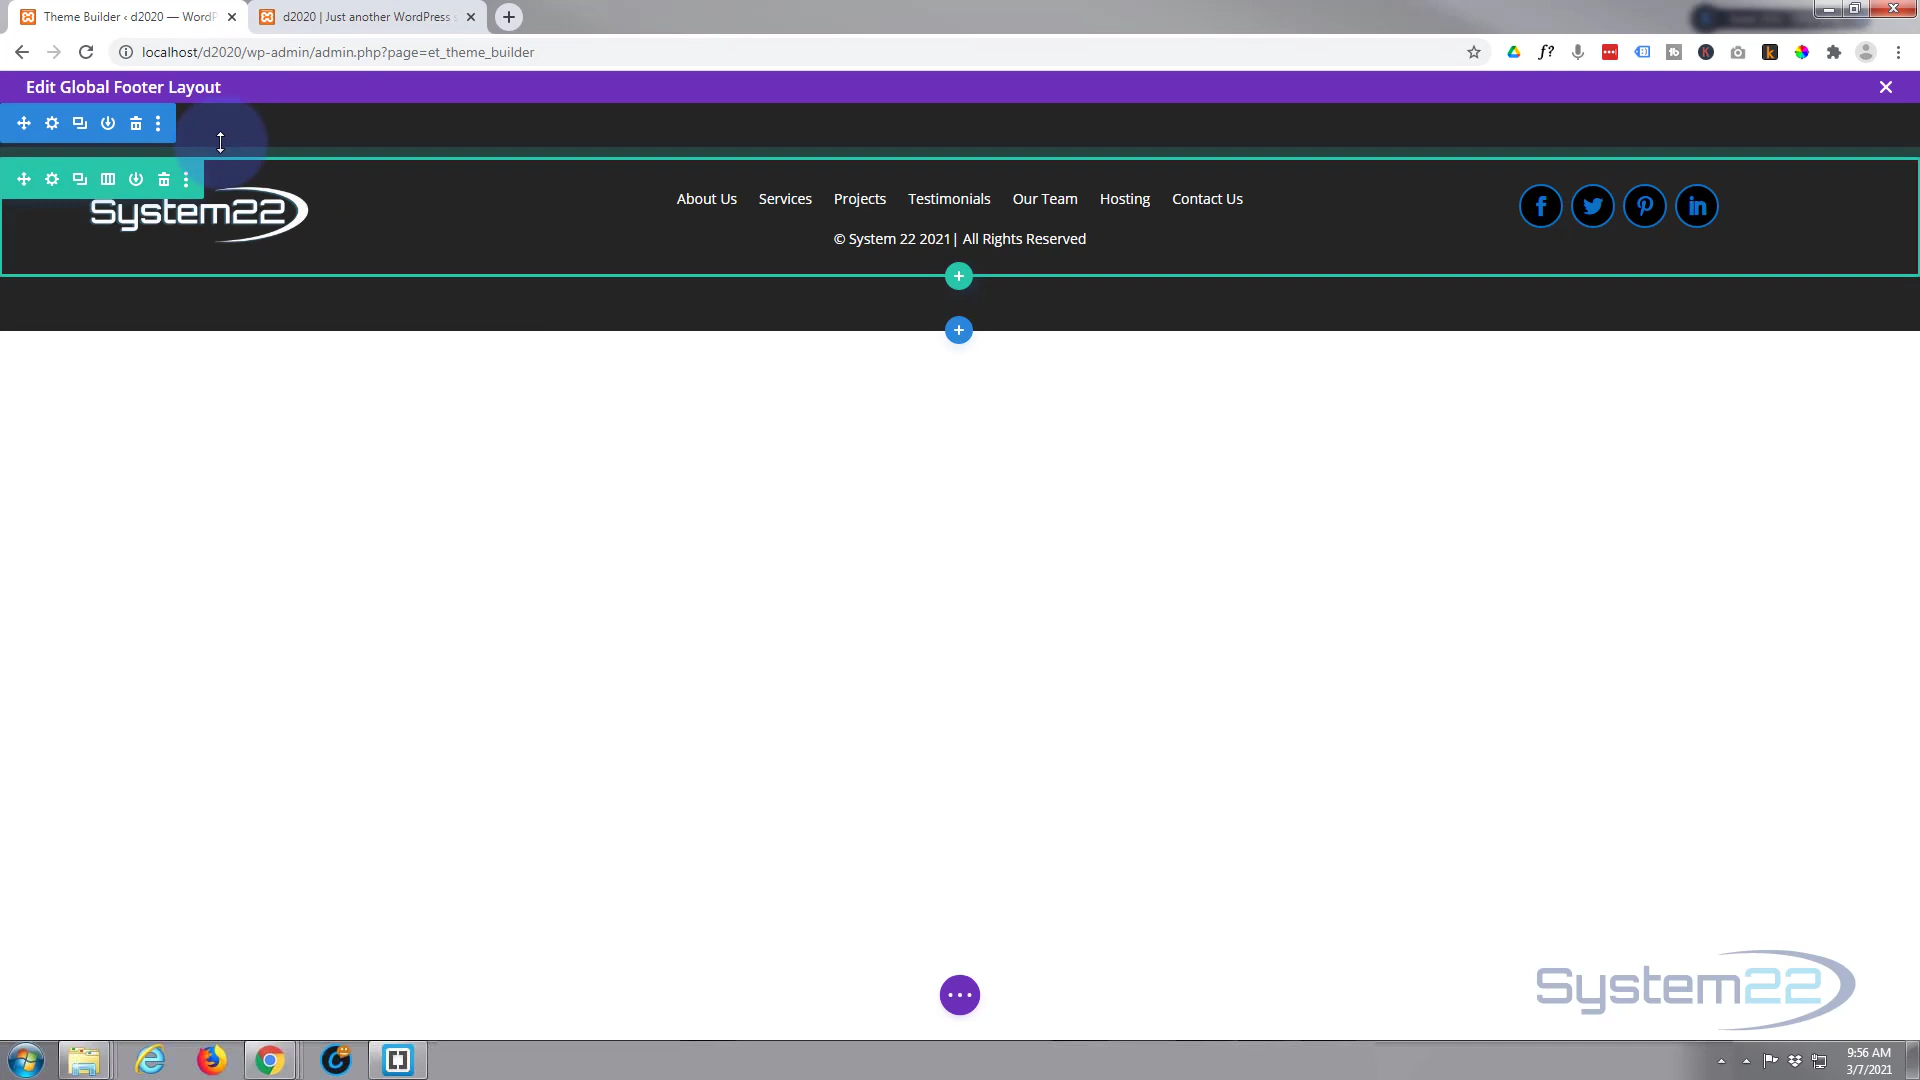 Theme Builder ‹ d2020 — WordP
d2020 | Just another WordPress s
localhost/d2020/wp-admin/admin.php?page=et_theme_builder
Edit Global Footer Layout
System22
About Us Services Projects Testimonials Our Team Hosting Contact Us
© System 22 2021| All Rights Reserved
System22
9:56 AM
3/7/2021